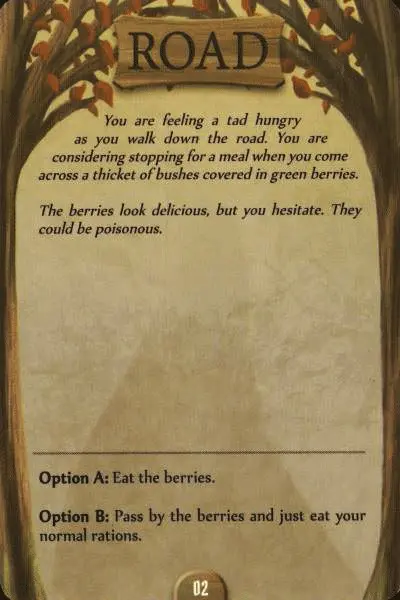 ROAD
You are feeling a tad hungry
as you walk down the road. You are
considering stopping for a meal when you come
across a thicket of bushes covered in green berries.
The berries look delicious, but you hesitate. They
could be poisonous.
Option A: Eat the berries.
Option B: Pass by the berries and just eat your
normal rations.
02